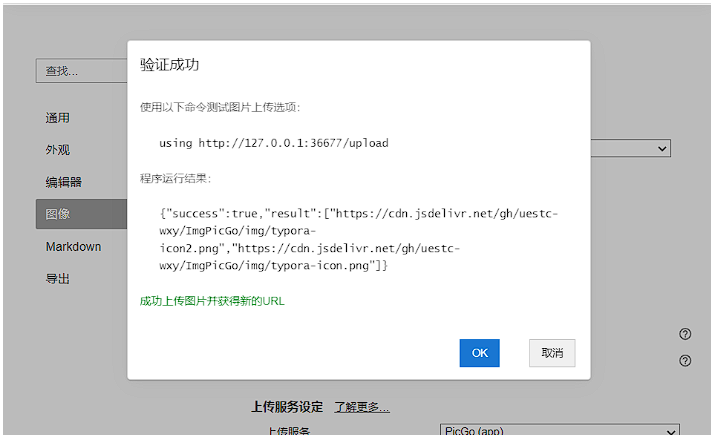 验证成功
查找...
使用以下命令测试图片上传选项:
通用
using http://127.0.0.1:36677/upload
外观
程序运行结果:
编辑器
图像
{"success":true,"result":["https://cdn.jsdelivr.net/gh/uestc-
wxy/ImgPicGo/img/typora-
icon2.png","https://cdn.jsdelivr.net/gh/uestc-
wxy/ImgPicGo/img/typora-icon.png"]}
Markdown
导出
成功上传图片并获得新的URL
OK
取消
上传服务设定 了解更多...
上传服务 PicGo (app)